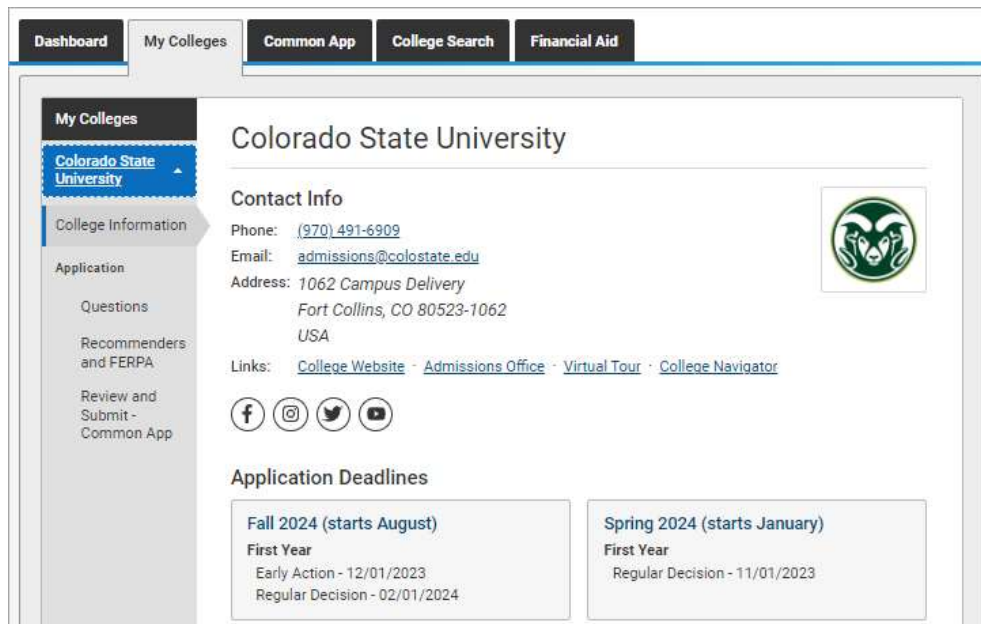 Dashboard
My Colleges
Common App
College Search
Financial Aid
My Colleges
Colorado State
University
College Information
Application
Questions
Recommenders
and FERPA
Review and
Submit -
Common App
Colorado State University
Contact Info
Phone: (970) 491-6909
Email: admissions@colostate.edu
Address: 1062 Campus Delivery
Fort Collins, CO 80523-1062
USA
Links: College Website · Admissions Office · Virtual Tour · College Navigator
Application Deadlines
Fall 2024 (starts August)
First Year
Early Action - 12/01/2023
Regular Decision - 02/01/2024
Spring 2024 (starts January)
First Year
Regular Decision - 11/01/2023